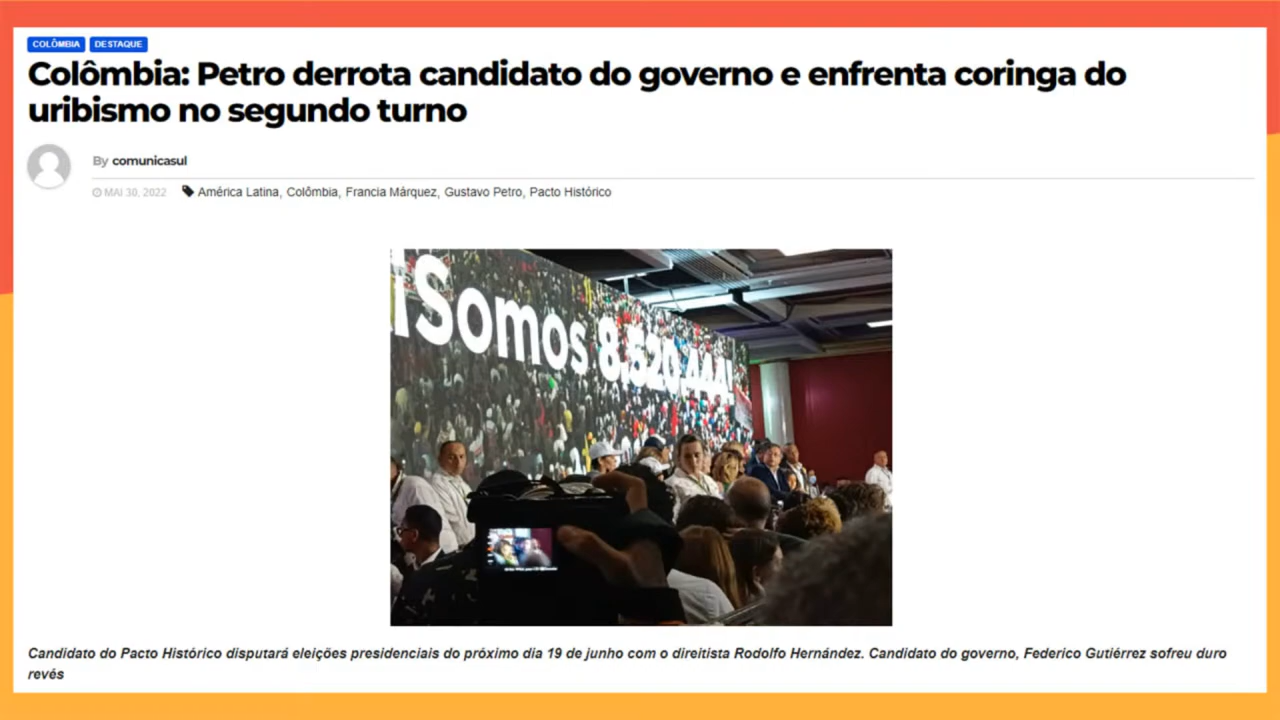 COLÔMBIA DESTAQUE
Colômbia: Petro derrota candidato do governo e enfrenta coringa do
uribismo no segundo turno
By comunicasul
MAI 30, 2022 América Latina, Colômbia, Francia Márquez, Gustavo Petro, Pacto Histórico
¡Somos 8.520.444!
Candidato do Pacto Histórico disputará eleições presidenciais do próximo dia 19 de junho com o direitista Rodolfo Hernández. Candidato do governo, Federico Gutiérrez sofreu duro
revés